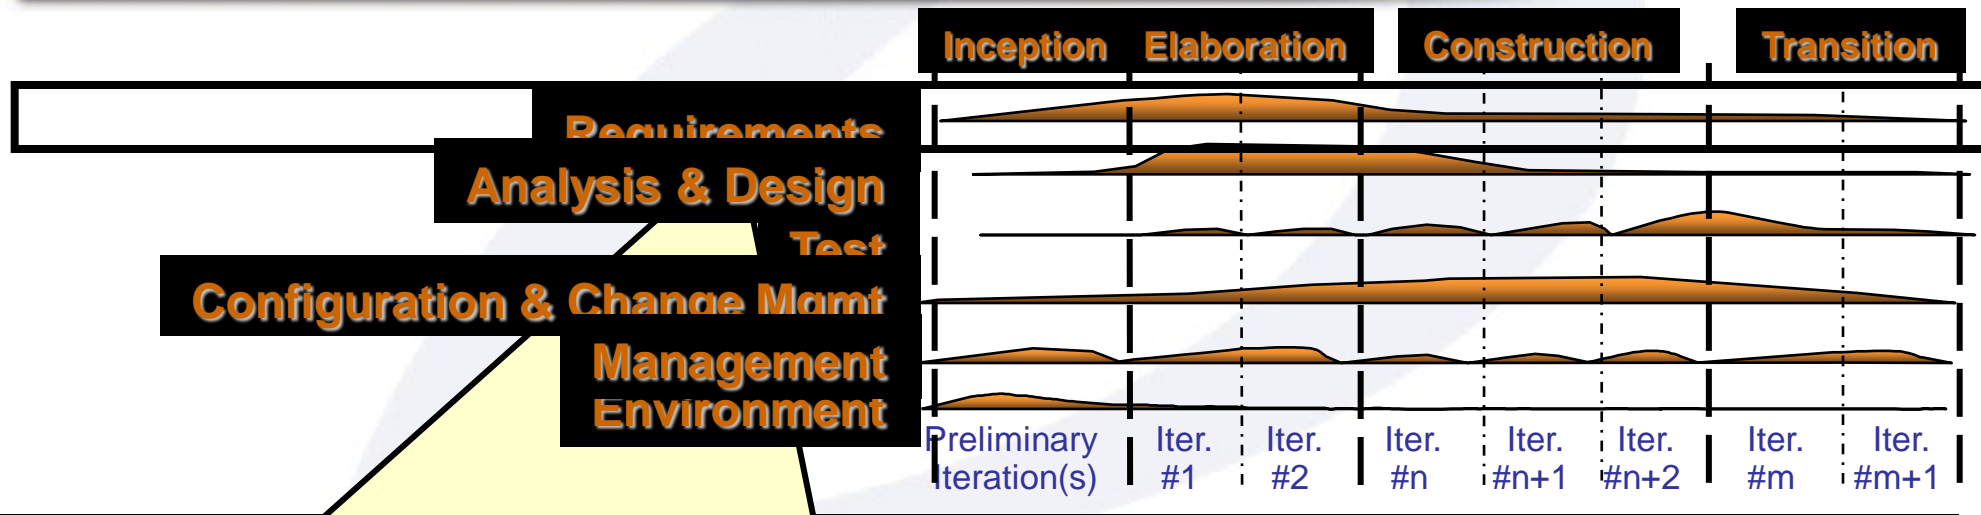 Inception Elaboration Construction Transition
Requirements
Analysis & Design
Test
Configuration & Change Mgmt
Management
Environment
Preliminary Iter. Iter. Iter. Iter. Iter. Iter. Iter.
Iteration(s) #1 #2 #n #n+1 #n+2 #m #m+1